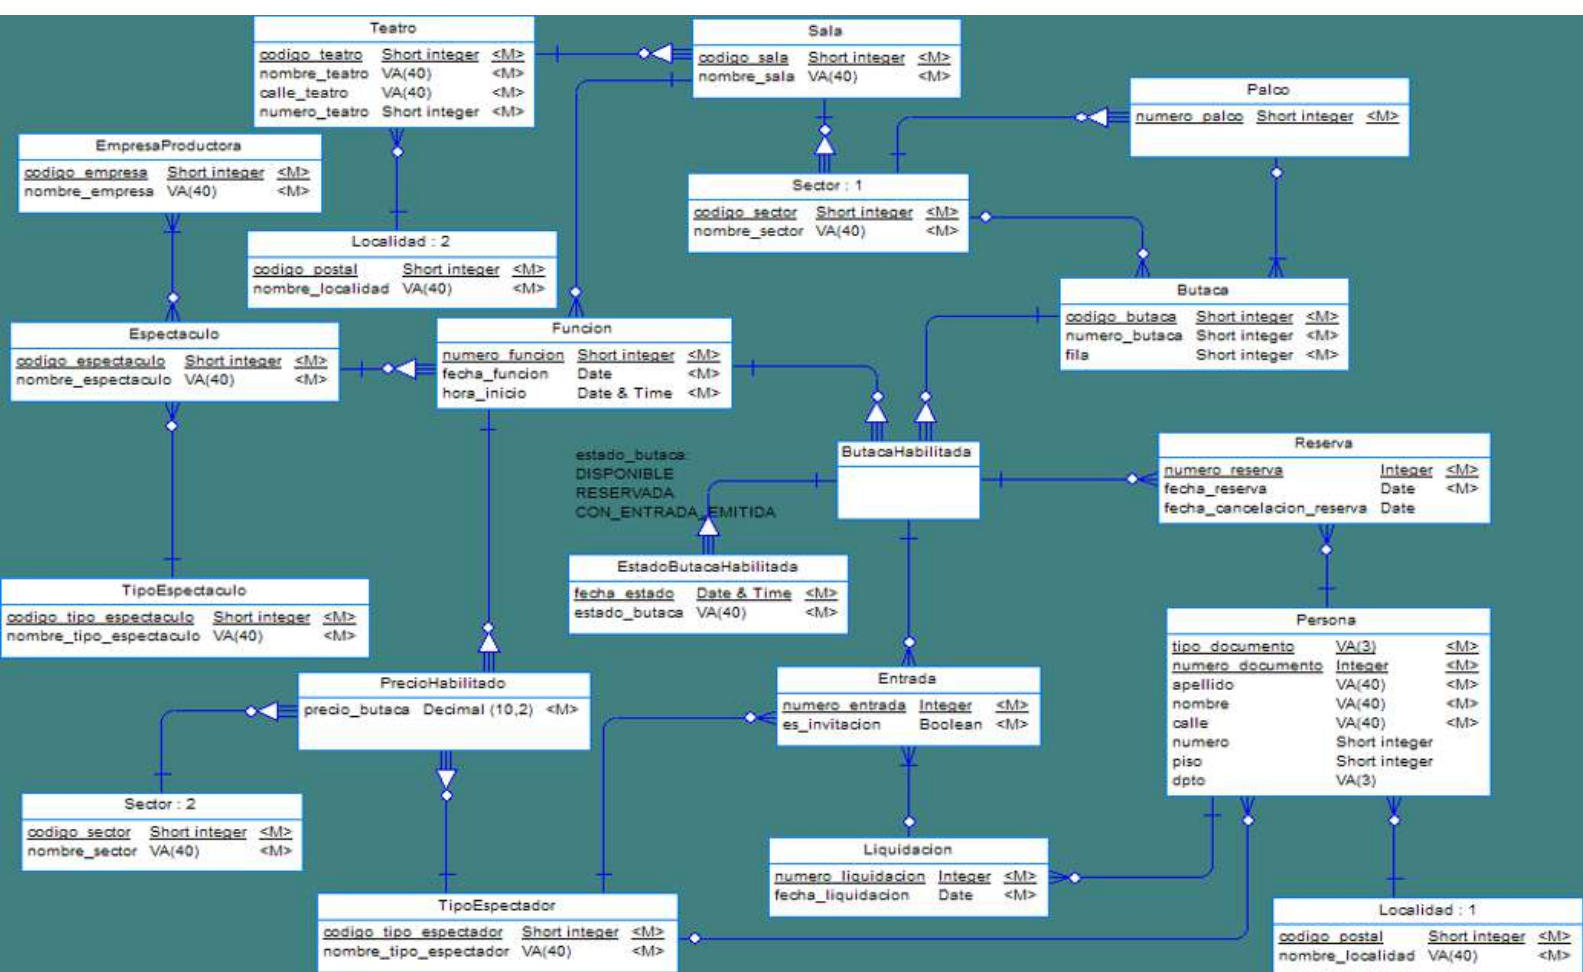 Teatro
codigo_teatro Short integer <M>
nombre_teatro VA(40) <M>
calle_teatro VA(40) <M>
numero_teatro Short integer <M>
Sala
codigo_sala Short integer <M>
nombre_sala VA(40) <M>
Palco
numero_palco Short integer <M>
EmpresaProductora
codigo_empresa Short integer <M>
nombre_empresa VA(40) <M>
Sector : 1
codigo_sector Short integer <M>
nombre_sector VA(40) <M>
Localidad : 2
codigo_postal Short integer <M>
nombre_localidad VA(40) <M>
Butaca
codigo_butaca Short integer <M>
numero_butaca Short integer <M>
fila Short integer <M>
Espectaculo
codigo_espectaculo Short integer <M>
nombre_espectaculo VA(40) <M>
Funcion
numero_funcion Short integer <M>
fecha_funcion Date <M>
hora_inicio Date & Time <M>
estado_butaca:
DISPONIBLE
RESERVADA
CON_ENTRADA_EMITIDA
ButacaHabilitada
Reserva
numero_reserva Integer <M>
fecha_reserva Date <M>
fecha_cancelacion_reserva Date
EstadoButacaHabilitada
fecha_estado Date & Time <M>
estado_butaca VA(40) <M>
TipoEspectaculo
codigo_tipo_espectaculo Short integer <M>
nombre_tipo_espectaculo VA(40) <M>
Persona
tipo_documento VA(3) <M>
numero_documento Integer <M>
apellido VA(40) <M>
nombre VA(40) <M>
calle VA(40) <M>
numero Short integer
piso Short integer
dpto VA(3)
PrecioHabilitado
precio_butaca Decimal (10,2) <M>
Entrada
numero_entrada Integer <M>
es_invitacion Boolean <M>
Sector : 2
codigo_sector Short integer <M>
nombre_sector VA(40) <M>
Liquidacion
numero_liquidacion Integer <M>
fecha_liquidacion Date <M>
TipoEspectador
codigo_tipo_espectador Short integer <M>
nombre_tipo_espectador VA(40) <M>
Localidad : 1
codigo_postal Short integer <M>
nombre_localidad VA(40) <M>